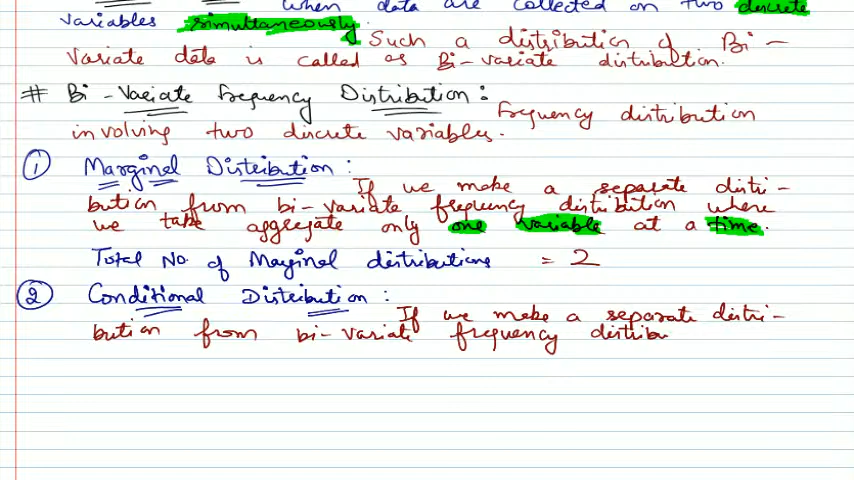 when data are collected on two discrete
variables simultaneously. Such a distribution of Bi-
variate data is called as Bi-variate distribution.
# Bi-Variate Frequency Distribution: Frequency distribution
involving two discrete variables.
① Marginal Distribution:
If we make a separate distri-
bution from bi-variate frequency distribution where
we take aggregate only one variable at a time.
Total No. of Marginal distributions = 2
② Conditional Distribution:
If we make a separate distri-
bution from bi-variate frequency distribu